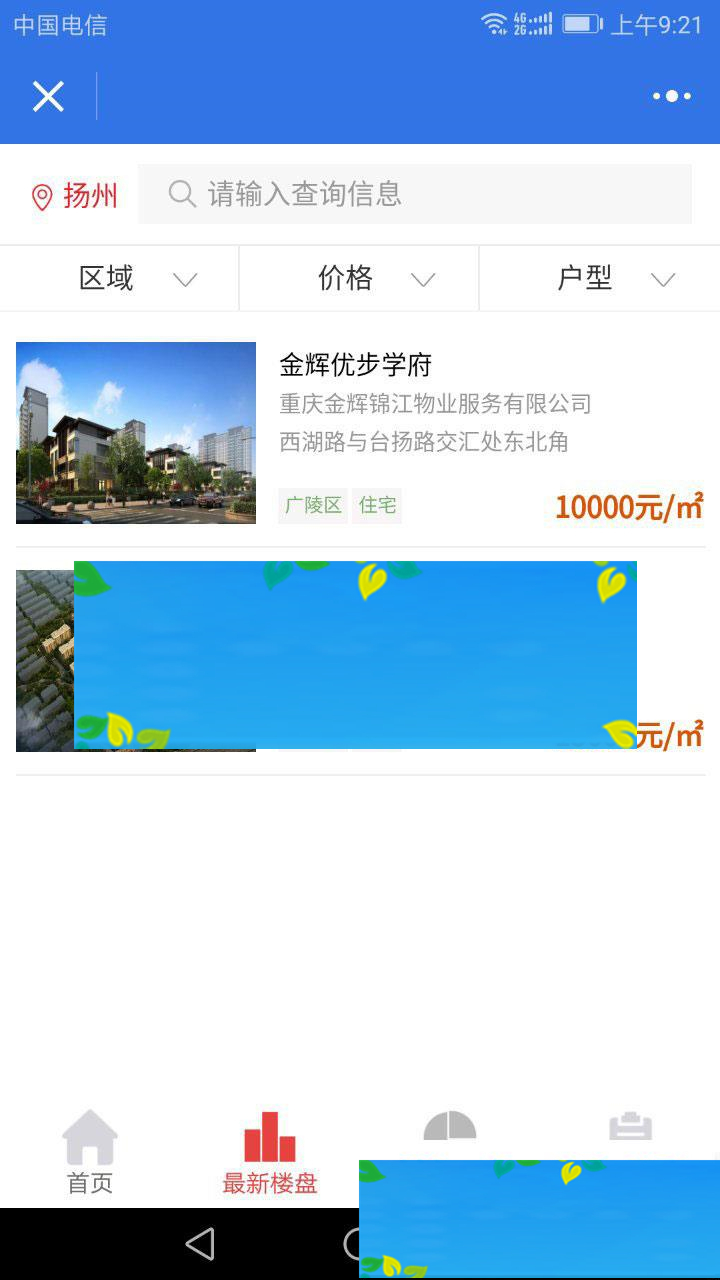 中国电信
4G
2G
上午9:21
扬州
请输入查询信息
区域
价格
户型
金辉优步学府
重庆金辉锦江物业服务有限公司
西湖路与台扬路交汇处东北角
广陵区
住宅
10000元/㎡
元/㎡
首页
最新楼盘